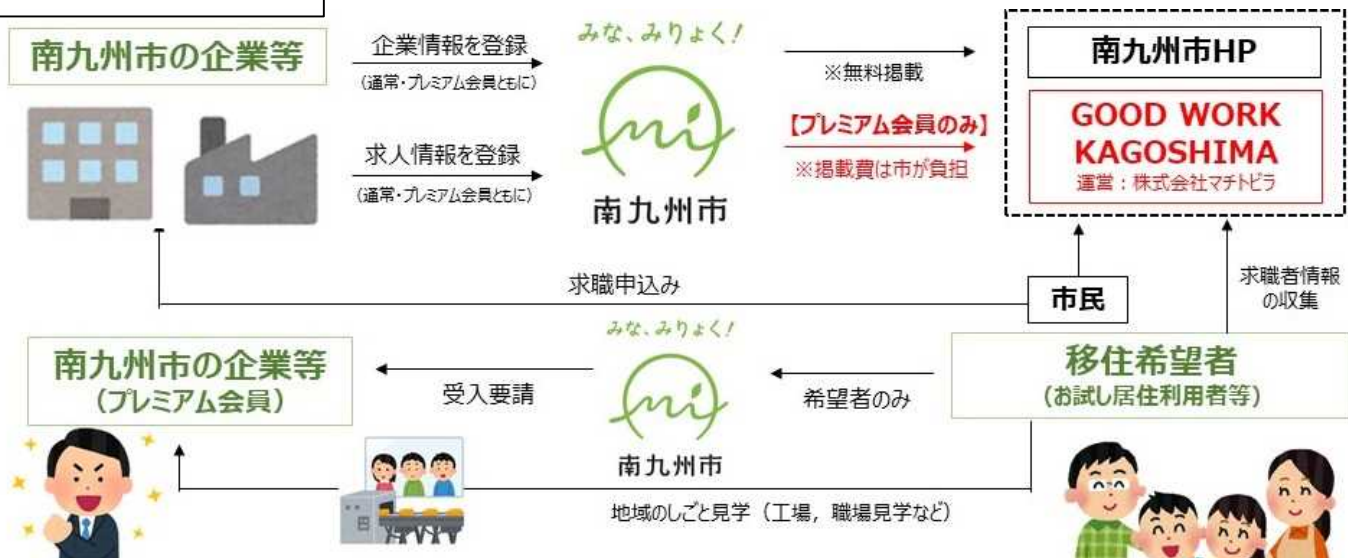 南九州市の企業等
企業情報を登録
(通常・プレミアム会員ともに)
求人情報を登録
(通常・プレミアム会員ともに)
みな、みりょく!
南九州市
※無料掲載
【プレミアム会員のみ】
※掲載費は市が負担
南九州市HP
GOOD WORK
KAGOSHIMA
運営：株式会社マチトビラ
求職申込み
市民
求職者情報
の収集
南九州市の企業等
(プレミアム会員)
受入要請
みな、みりょく!
南九州市
希望者のみ
移住希望者
(お試し居住利用者等)
地域のしごと見学（工場，職場見学など）